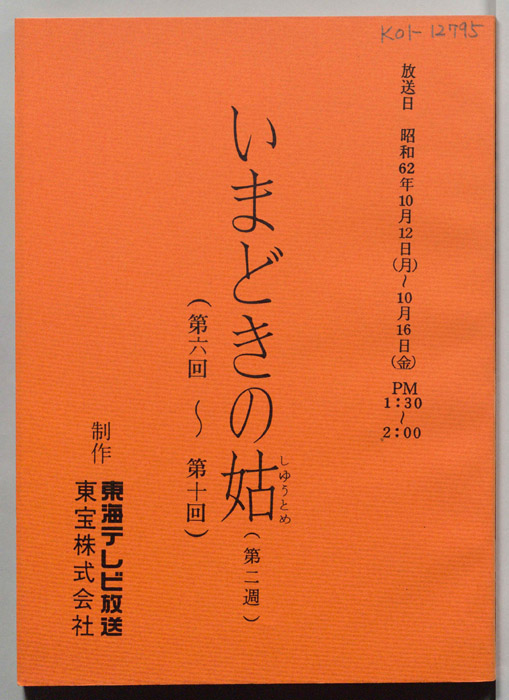 K01-12795
放送日　昭和62年10月12日(月)～10月16日(金)
PM
1:30
～
2:00
いまどきの姑(第二週)
しゆうとめ
(第六回　～　第十回)
制作
東海テレビ放送
東宝株式会社